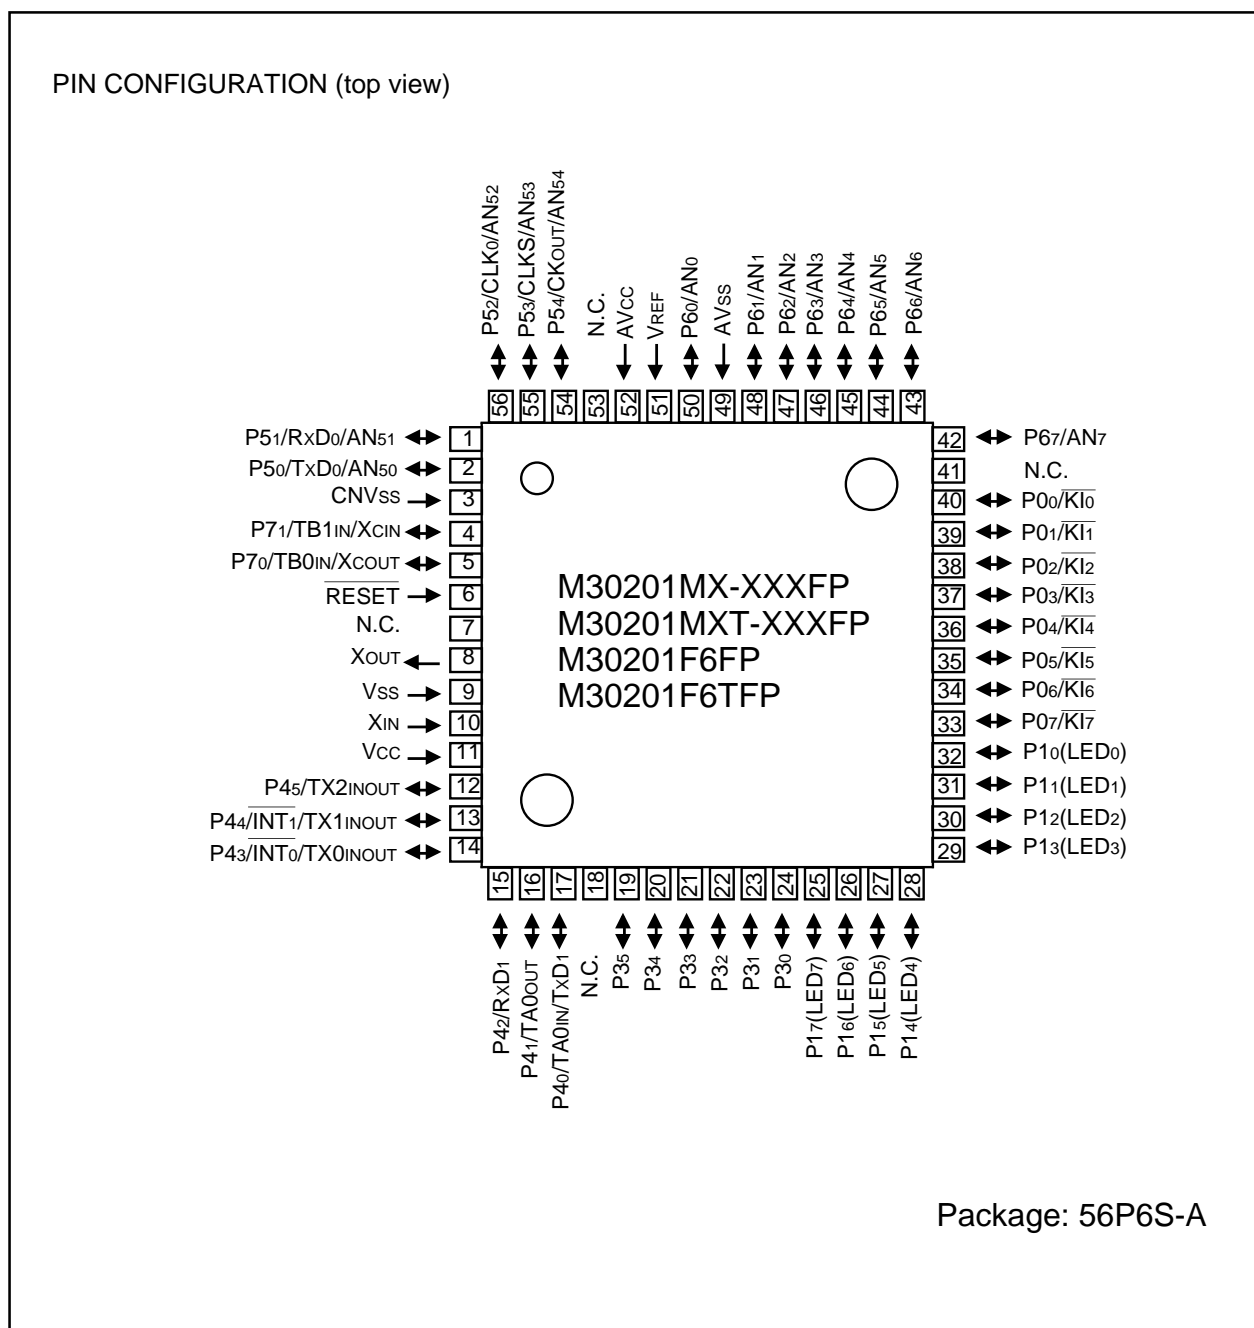 PIN CONFIGURATION (top view)
P52/CLK0/AN52
P53/CLKS/AN53
P54/CKOUT/AN54
N.C.
AVCC
VREF
P60/AN0
AVSS
P61/AN1
P62/AN2
P63/AN3
P64/AN4
P65/AN5
P66/AN6
56 55 54 53 52 51 50 49 48 47 46 45 44 43
P51/RXD0/AN51 1
P50/TXD0/AN50 2
CNVSS 3
P71/TB1IN/XCIN 4
P70/TB0IN/XCOUT 5
RESET 6
N.C. 7
XOUT 8
VSS 9
XIN 10
VCC 11
P45/TX2INOUT 12
P44/INT1/TX1INOUT 13
P43/INT0/TX0INOUT 14
M30201MX-XXXFP
M30201MXT-XXXFP
M30201F6FP
M30201F6TFP
42 P67/AN7
41 N.C.
40 P00/KI0
39 P01/KI1
38 P02/KI2
37 P03/KI3
36 P04/KI4
35 P05/KI5
34 P06/KI6
33 P07/KI7
32 P10(LED0)
31 P11(LED1)
30 P12(LED2)
29 P13(LED3)
15 16 17 18 19 20 21 22 23 24 25 26 27 28
P42/RXD1
P41/TA0OUT
P40/TA0IN/TXD1
N.C.
P35
P34
P33
P32
P31
P30
P17(LED7)
P16(LED6)
P15(LED5)
P14(LED4)
Package: 56P6S-A